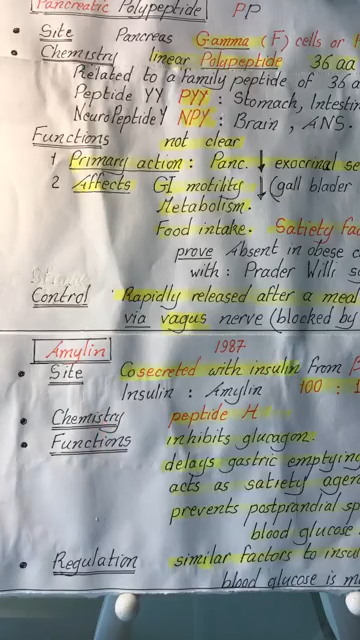 Pancreatic Polypeptide PP
• Site Pancreas Gamma (F) cells or
• Chemistry linear Polypeptide 36 aa
Related to a family peptide of 36 a
Peptide YY PYY : Stomach, Intestin
NeuroPeptide Y NPY : Brain, ANS.
Functions not clear
1 Primary action : Panc. ↓ exocrinal se
2 Affects GI motility ↓ (gall bladder
Metabolism.
Food intake. Satiety fac
prove Absent in obese c
with : Prader Willi s
Control Rapidly released after a meal
via vagus nerve (blocked by
Amylin 1987
• Site Cosecreted with insulin from β
Insulin : Amylin 100 : 1
• Chemistry peptide H
• Functions inhibits glucagon.
delays gastric emptying
acts as satiety agen
prevents postprandial sp
blood glucose
• Regulation similar factors to insul
blood glucose is m